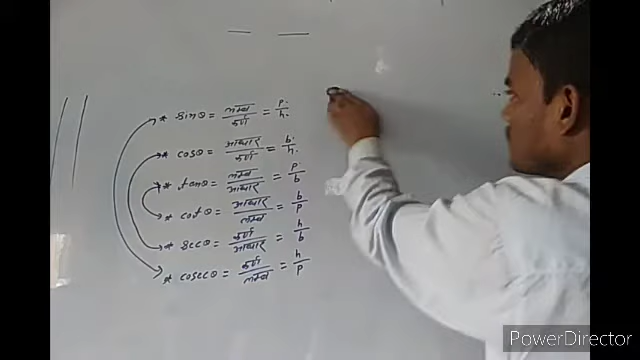 * sinθ = लम्ब/कर्ण = p./h.
* cosθ = आधार/कर्ण = b./h.
* tanθ = लम्ब/आधार = p./b
* cotθ = आधार/लम्ब = b/p
* secθ = कर्ण/आधार = h/b
* cosecθ = कर्ण/लम्ब = h/p
PowerDirector